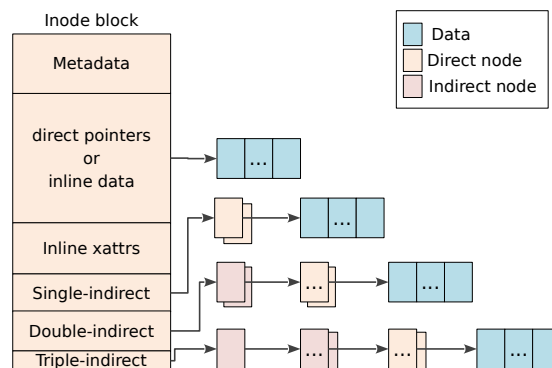 Inode block
Metadata
direct pointers
or
inline data
Inline xattrs
Single-indirect
Double-indirect
Triple-indirect
Data
Direct node
Indirect node
...
...
...
...
...
...
...